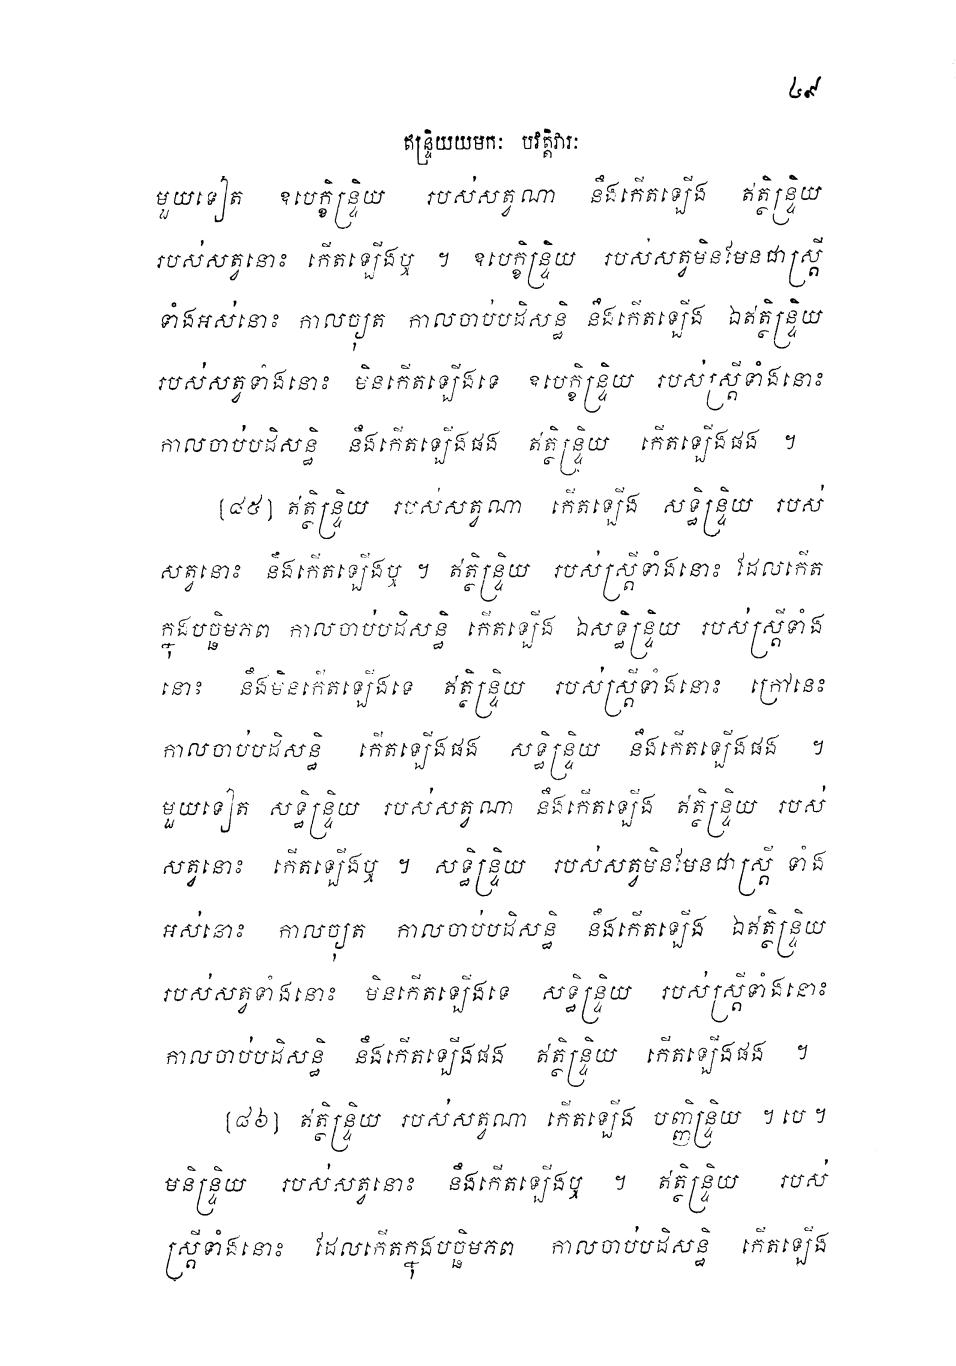 ៤៩
ឥន្ទ្រិយយមកៈ បវត្តិវារៈ
មួយទៀត ឧបេក្ខិន្ទ្រិយ របស់សត្វណា នឹងកើតឡើង ឥត្ថិន្ទ្រិយ
របស់សត្វនោះ កើតឡើងឬ ។ ឧបេក្ខិន្ទ្រិយ របស់សត្វមិនមែនជាស្ត្រី
ទាំងអស់នោះ កាលច្យុត កាលចាប់បដិសន្ធិ នឹងកើតឡើង ឯឥត្ថិន្ទ្រិយ
របស់សត្វទាំងនោះ មិនកើតឡើងទេ ឧបេក្ខិន្ទ្រិយ របស់ស្ត្រីទាំងនោះ
កាលចាប់បដិសន្ធិ នឹងកើតឡើងផង ឥត្ថិន្ទ្រិយ កើតឡើងផង ។
[៨៥] ឥត្ថិន្ទ្រិយ របស់សត្វណា កើតឡើង សទ្ធិន្ទ្រិយ របស់
សត្វនោះ នឹងកើតឡើងឬ ។ ឥត្ថិន្ទ្រិយ របស់ស្ត្រីទាំងនោះ ដែលកើត
ក្នុងបច្ឆិមភព កាលចាប់បដិសន្ធិ កើតឡើង ឯសទ្ធិន្ទ្រិយ របស់ស្ត្រីទាំង
នោះ នឹងមិនកើតឡើងទេ ឥត្ថិន្ទ្រិយ របស់ស្ត្រីទាំងនោះ ក្រៅនេះ
កាលចាប់បដិសន្ធិ កើតឡើងផង សទ្ធិន្ទ្រិយ នឹងកើតឡើងផង ។
មួយទៀត សទ្ធិន្ទ្រិយ របស់សត្វណា នឹងកើតឡើង ឥត្ថិន្ទ្រិយ របស់
សត្វនោះ កើតឡើងឬ ។ សទ្ធិន្ទ្រិយ របស់សត្វមិនមែនជាស្ត្រី ទាំង
អស់នោះ កាលច្យុត កាលចាប់បដិសន្ធិ នឹងកើតឡើង ឯឥត្ថិន្ទ្រិយ
របស់សត្វទាំងនោះ មិនកើតឡើងទេ សទ្ធិន្ទ្រិយ របស់ស្ត្រីទាំងនោះ
កាលចាប់បដិសន្ធិ នឹងកើតឡើងផង ឥត្ថិន្ទ្រិយ កើតឡើងផង ។
[៨៦] ឥត្ថិន្ទ្រិយ របស់សត្វណា កើតឡើង បញ្ញិន្ទ្រិយ ។ បេ ។
មនិន្ទ្រិយ របស់សត្វនោះ នឹងកើតឡើងឬ ។ ឥត្ថិន្ទ្រិយ របស់
ស្ត្រីទាំងនោះ ដែលកើតក្នុងបច្ឆិមភព កាលចាប់បដិសន្ធិ កើតឡើង